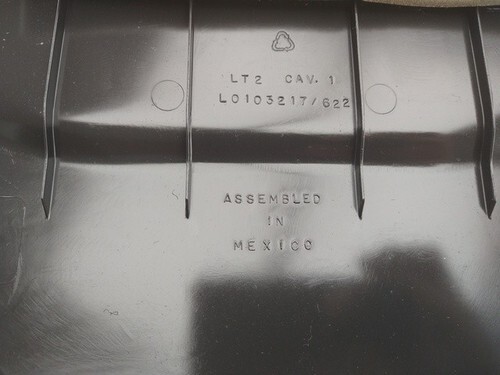 LT2 CAV. 1
L0103217/622
ASSEMBLED
IN
MEXICO